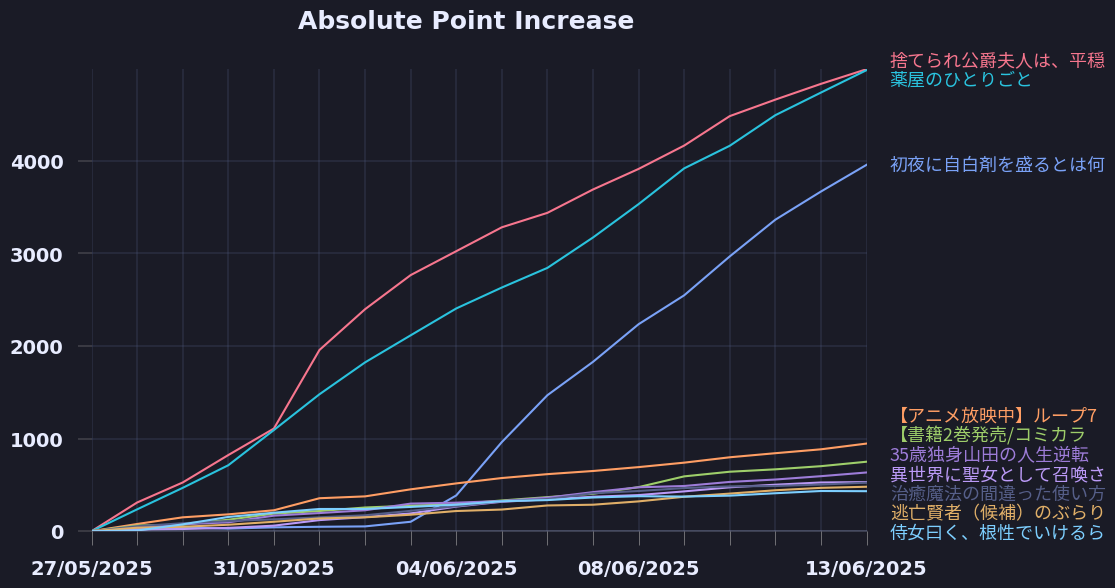 Absolute Point Increase
捨てられ公爵夫人は、平穏
薬屋のひとりごと
4000
初夜に自白剤を盛るとは何
3000
2000
1000
【アニメ放映中】ループ7
【書籍2巻発売/コミカラ
35歳独身山田の人生逆転
異世界に聖女として召喚さ
治癒魔法の間違った使い方
逃亡賢者（候補）のぶらり
0
侍女曰く、根性でいけるら
27/05/2025 31/05/2025 04/06/2025 08/06/2025 13/06/2025